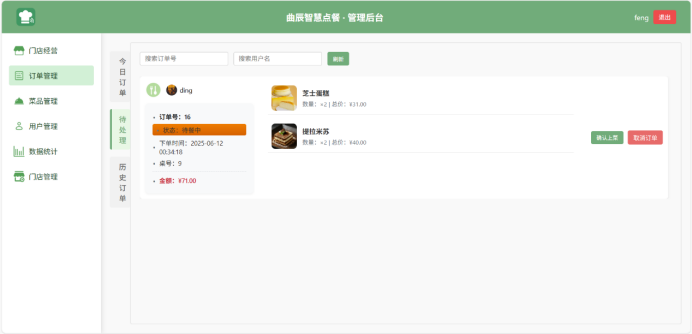 曲辰智慧点餐 · 管理后台
feng
退出
门店经营
订单管理
菜品管理
用户管理
数据统计
门店管理
今日订单
待处理
历史订单
搜索订单号
搜索用户名
刷新
ding
订单号：16
状态：待餐中
下单时间：2025-06-12
00:34:18
桌号：9
金额：¥71.00
芝士蛋糕
数量：×2 | 总价：¥31.00
提拉米苏
数量：×2 | 总价：¥40.00
确认上菜
取消订单